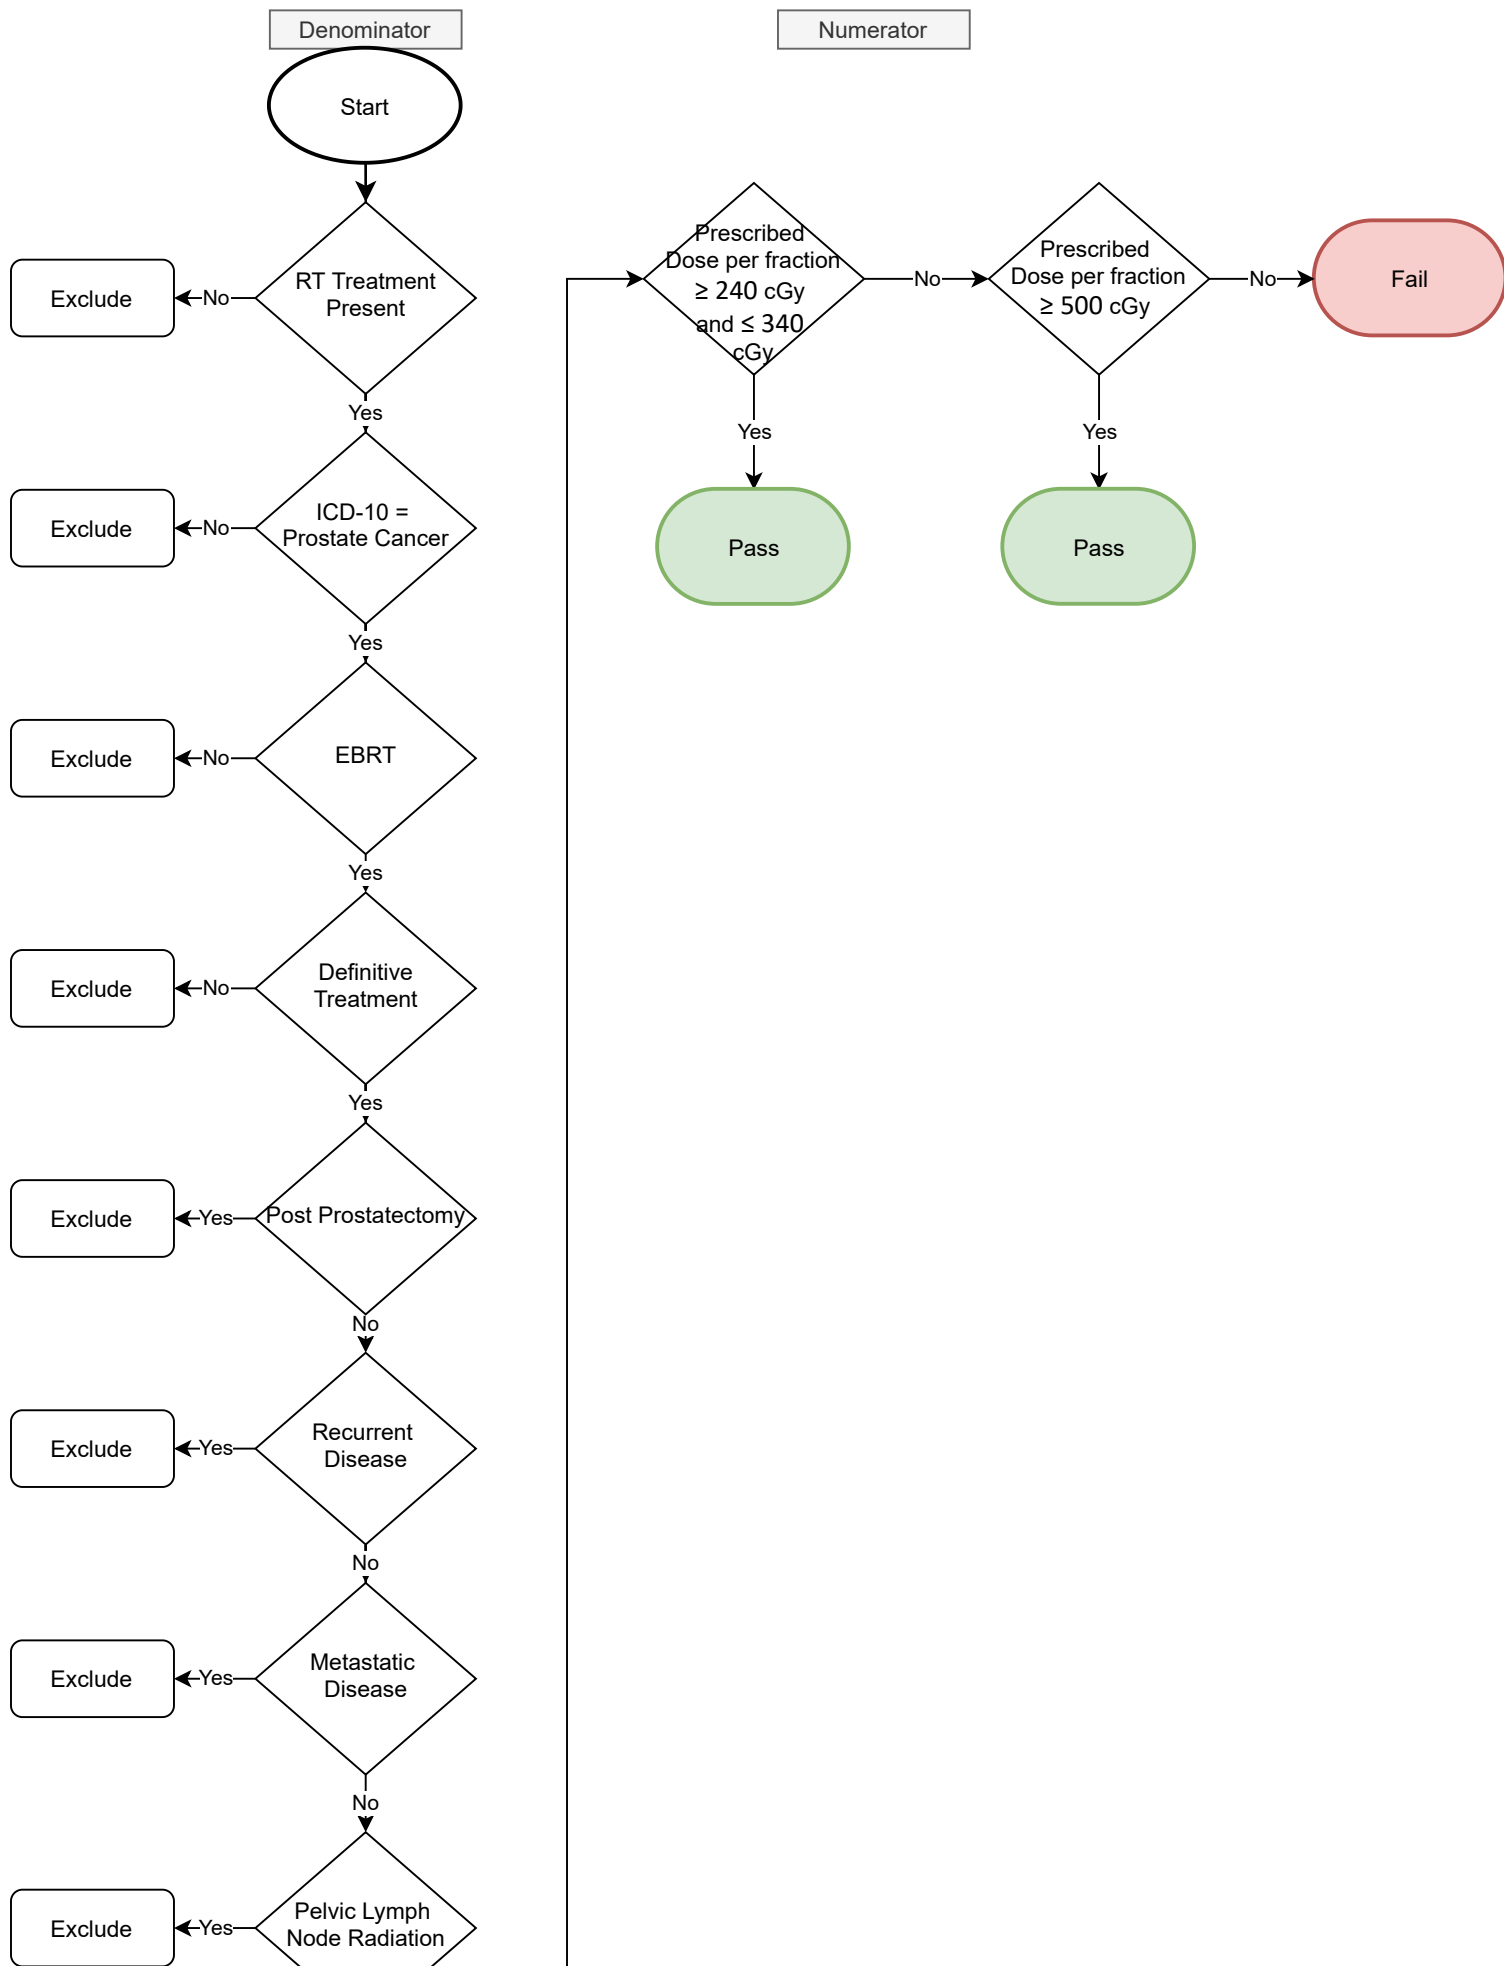 Denominator
Numerator
Start
RT Treatment
Present
No
Exclude
Yes
ICD-10 =
Prostate Cancer
No
Exclude
Yes
EBRT
No
Exclude
Yes
Definitive
Treatment
No
Exclude
Yes
Post Prostatectomy
Yes
Exclude
No
Recurrent
Disease
Yes
Exclude
No
Metastatic
Disease
Yes
Exclude
No
Pelvic Lymph
Node Radiation
Yes
Exclude
Prescribed
Dose per fraction
≥ 240 cGy
and ≤ 340
cGy
No
Yes
Pass
Prescribed
Dose per fraction
≥ 500 cGy
No
Yes
Pass
Fail